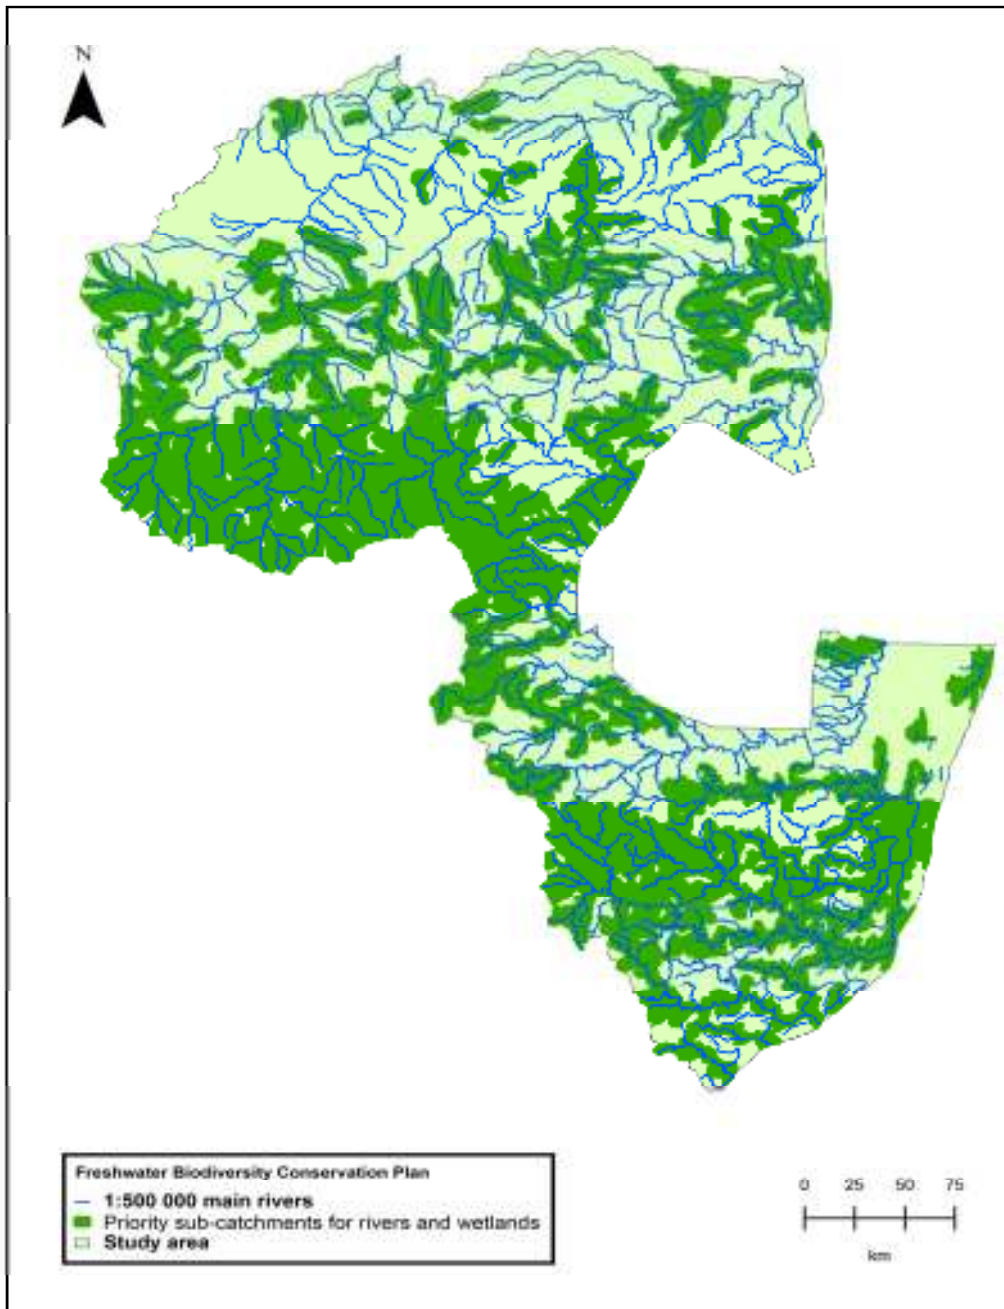 N
Freshwater Biodiversity Conservation Plan
1:500 000 main rivers
Priority sub-catchments for rivers and wetlands
Study area
0 25 50 75
km